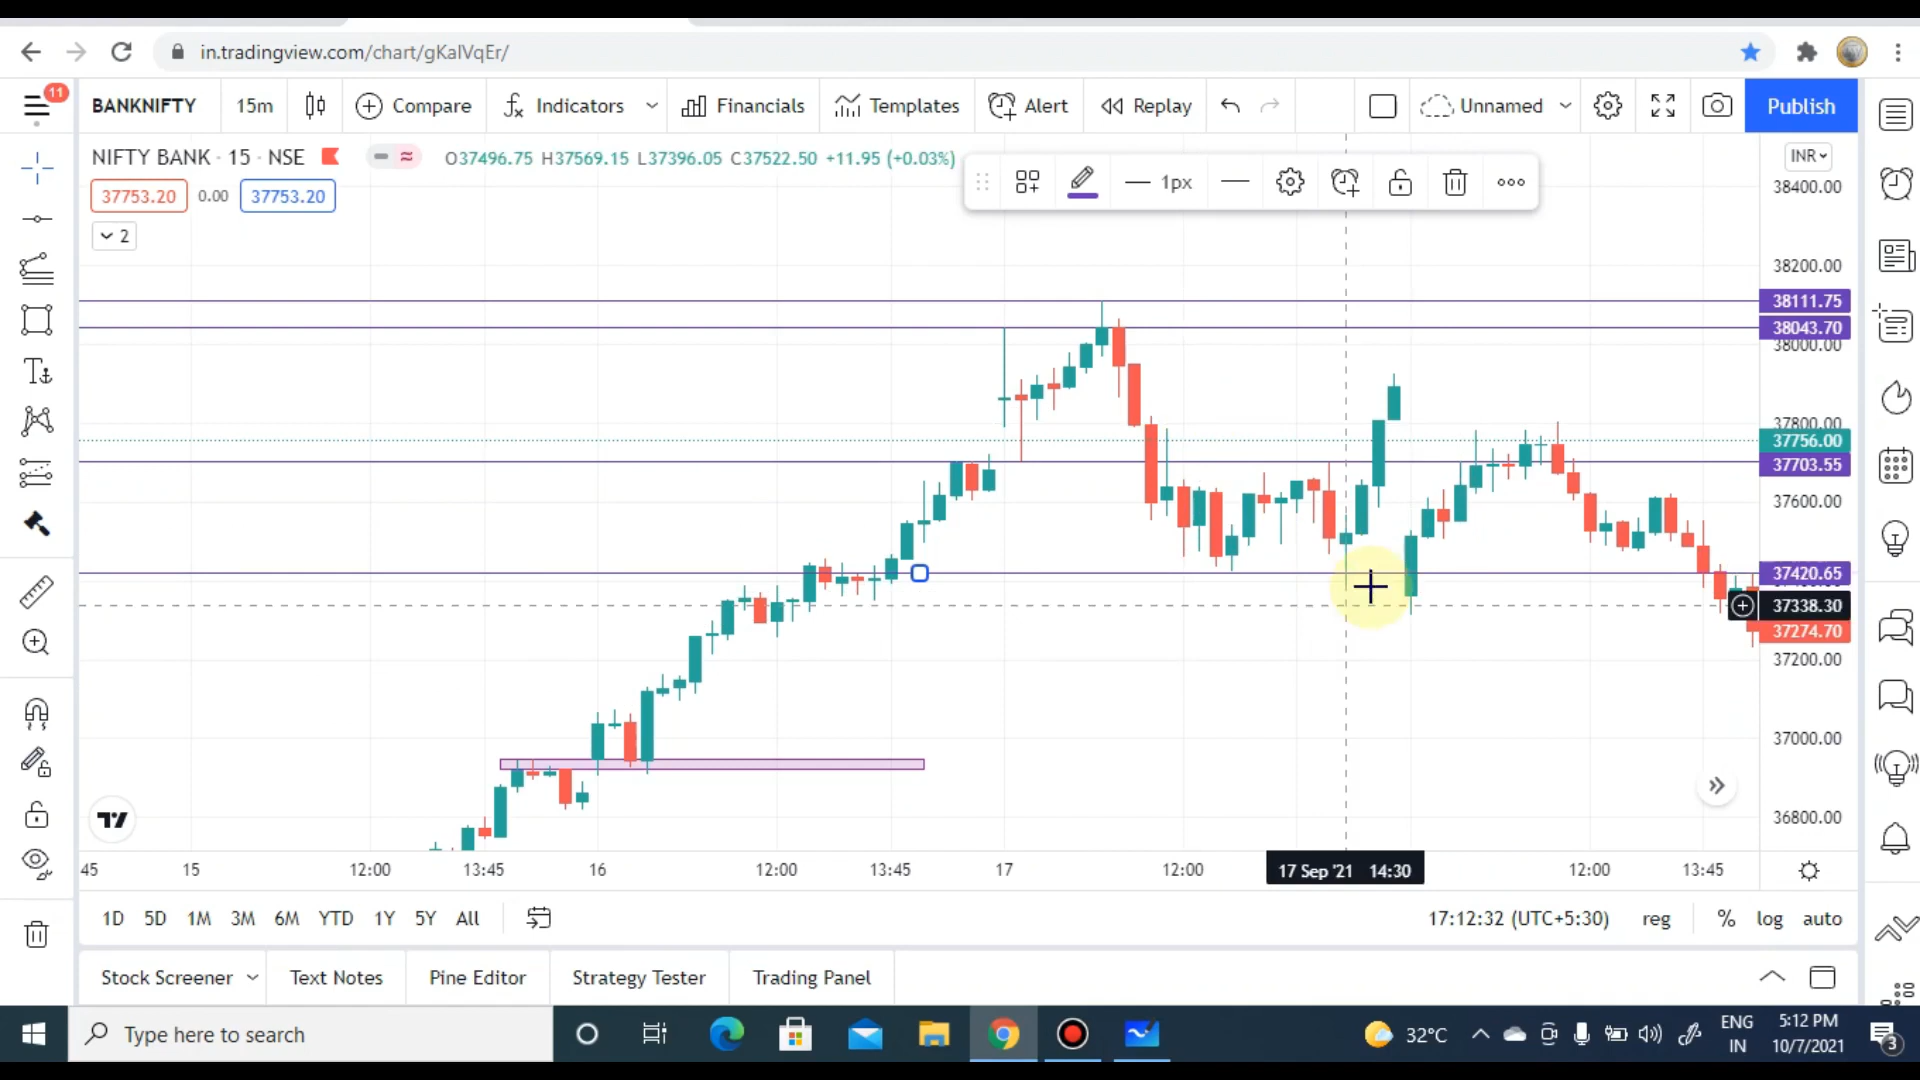 in.tradingview.com/chart/gKalVqEr/
11
BANKNIFTY 15m Compare Indicators Financials Templates Alert Replay Unnamed Publish
NIFTY BANK · 15 · NSE O37496.75 H37569.15 L37396.05 C37522.50 +11.95 (+0.03%)
INR
37753.20 0.00 37753.20
1px
2
38400.00
38200.00
38111.75
38043.70
38000.00
37800.00
37756.00
37703.55
37600.00
37420.65
37338.30
37274.70
37200.00
37000.00
36800.00
45 15 12:00 13:45 16 12:00 13:45 17 12:00 17 Sep '21 14:30 12:00 13:45
1D 5D 1M 3M 6M YTD 1Y 5Y All 17:12:32 (UTC+5:30) reg % log auto
Stock Screener Text Notes Pine Editor Strategy Tester Trading Panel
Type here to search 32°C ENG 5:12 PM
IN 10/7/2021 3